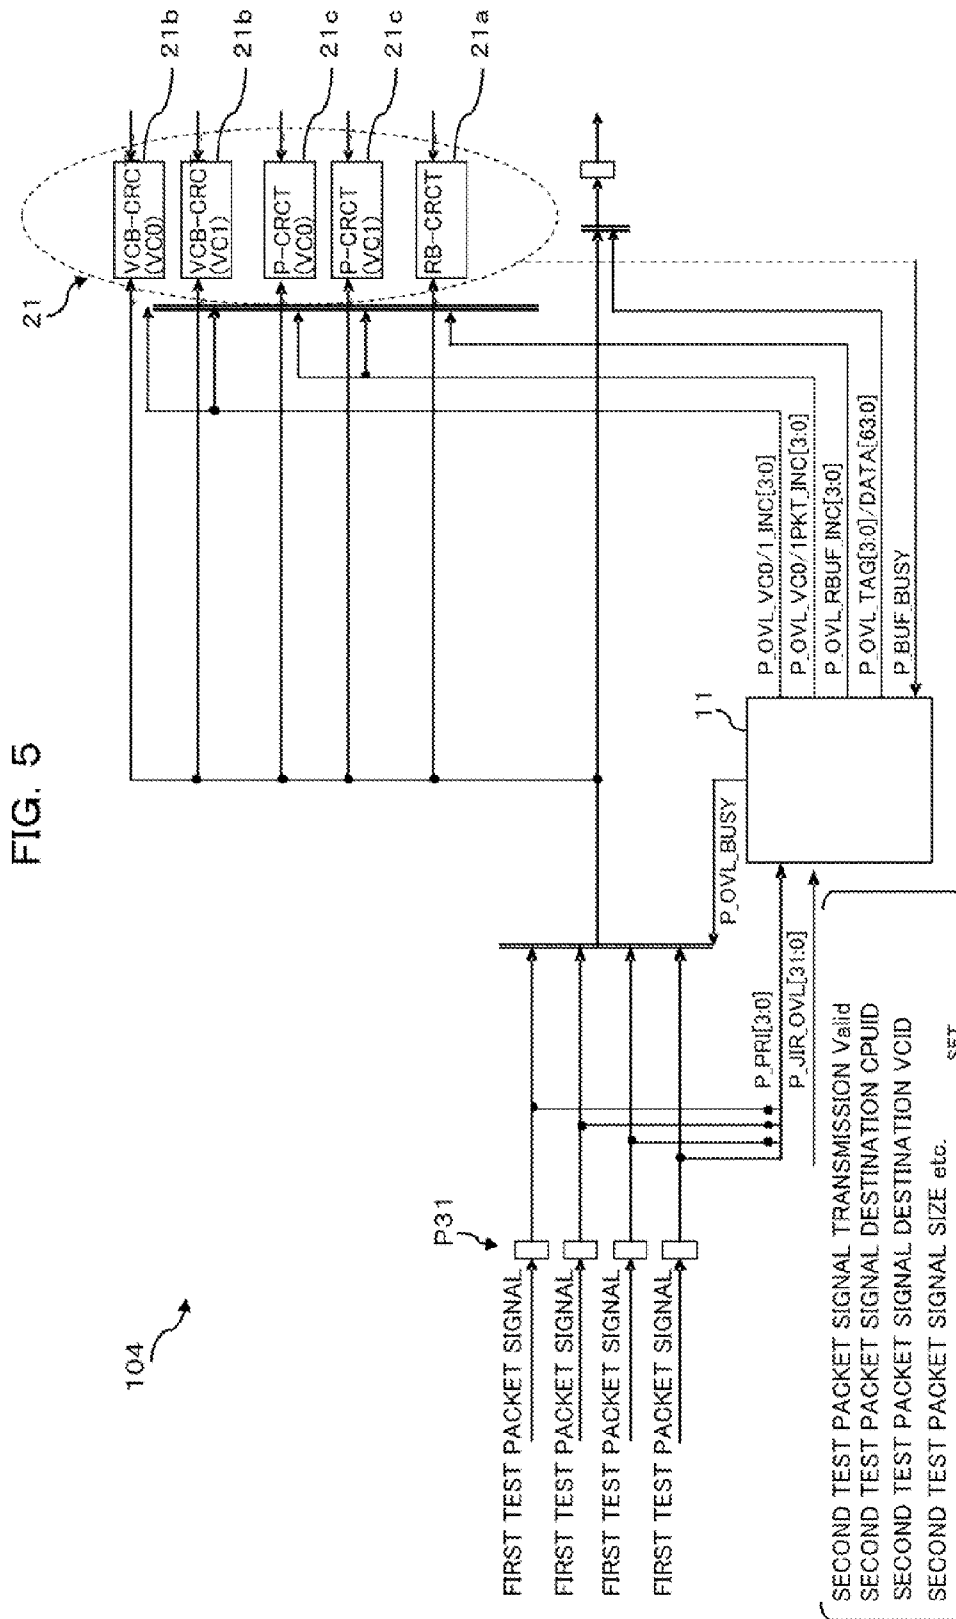 FIG. 5
104
21
VCB-CRC
(VC0)
21b
VCB-CRC
(VC1)
21b
P-CRCT
(VC0)
21c
P-CRCT
(VC1)
21c
RB-CRCT
21a
P31
FIRST TEST PACKET SIGNAL
FIRST TEST PACKET SIGNAL
FIRST TEST PACKET SIGNAL
FIRST TEST PACKET SIGNAL
P_OVL_BUSY
11
P_PRI[3:0]
P_JIR_OVL[31:0]
P_OVL_VC0/1_INC[3:0]
P_OVL_VC0/1PKT_INC[3:0]
P_OVL_RBUF_INC[3:0]
P_OVL_TAG[3:0]/DATA[63:0]
P_BUF_BUSY
SECOND TEST PACKET SIGNAL TRANSMISSION Valid
SECOND TEST PACKET SIGNAL DESTINATION CPUID
SECOND TEST PACKET SIGNAL DESTINATION VCID
SECOND TEST PACKET SIGNAL SIZE etc.
SET